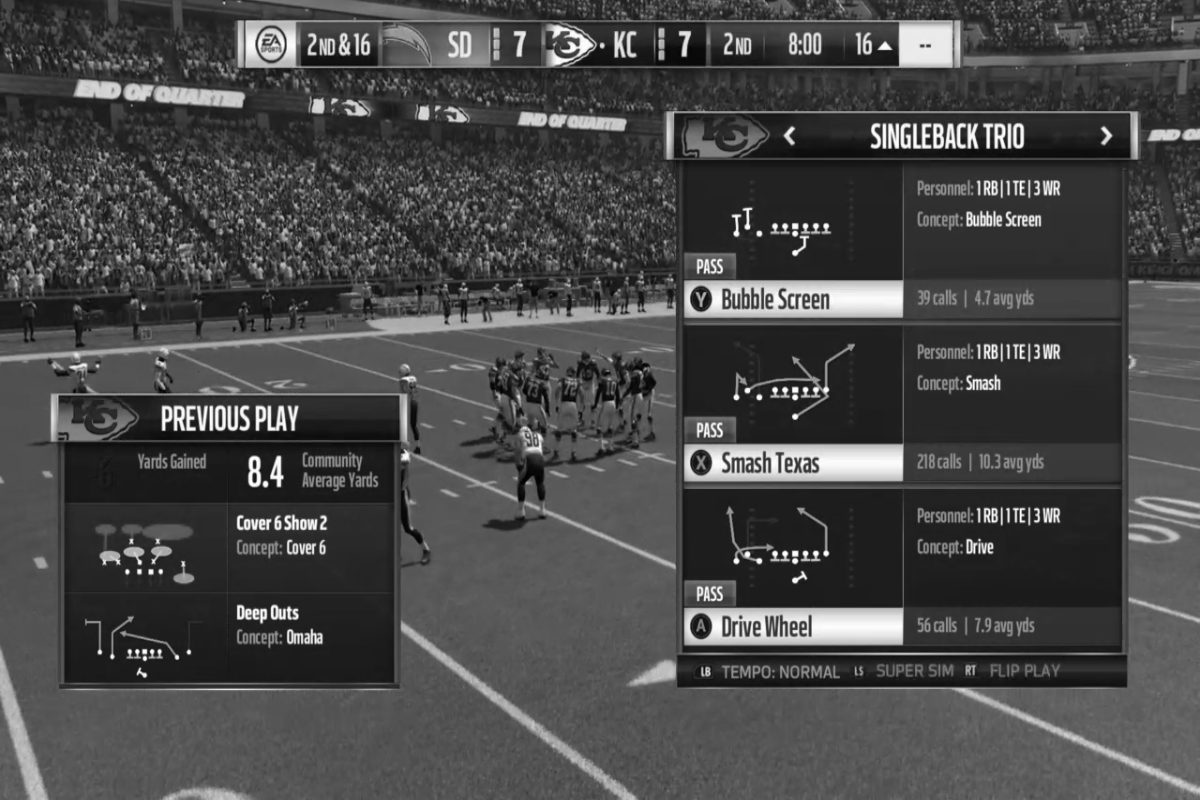 EA
SPORTS
2ND & 16
SD
7
KC
7
2ND
8:00
16
--
END OF QUARTER
END OF QUARTER
KC
SINGLEBACK TRIO
Personnel: 1 RB | 1 TE | 3 WR
Concept: Bubble Screen
PASS
Y Bubble Screen
39 calls | 4.7 avg yds
Personnel: 1 RB | 1 TE | 3 WR
Concept: Smash
PASS
X Smash Texas
218 calls | 10.3 avg yds
Personnel: 1 RB | 1 TE | 3 WR
Concept: Drive
PASS
A Drive Wheel
56 calls | 7.9 avg yds
LB TEMPO: NORMAL LS SUPER SIM RT FLIP PLAY
KC
PREVIOUS PLAY
6 Yards Gained
8.4 Community
Average Yards
Cover 6 Show 2
Concept: Cover 6
Deep Outs
Concept: Omaha
98